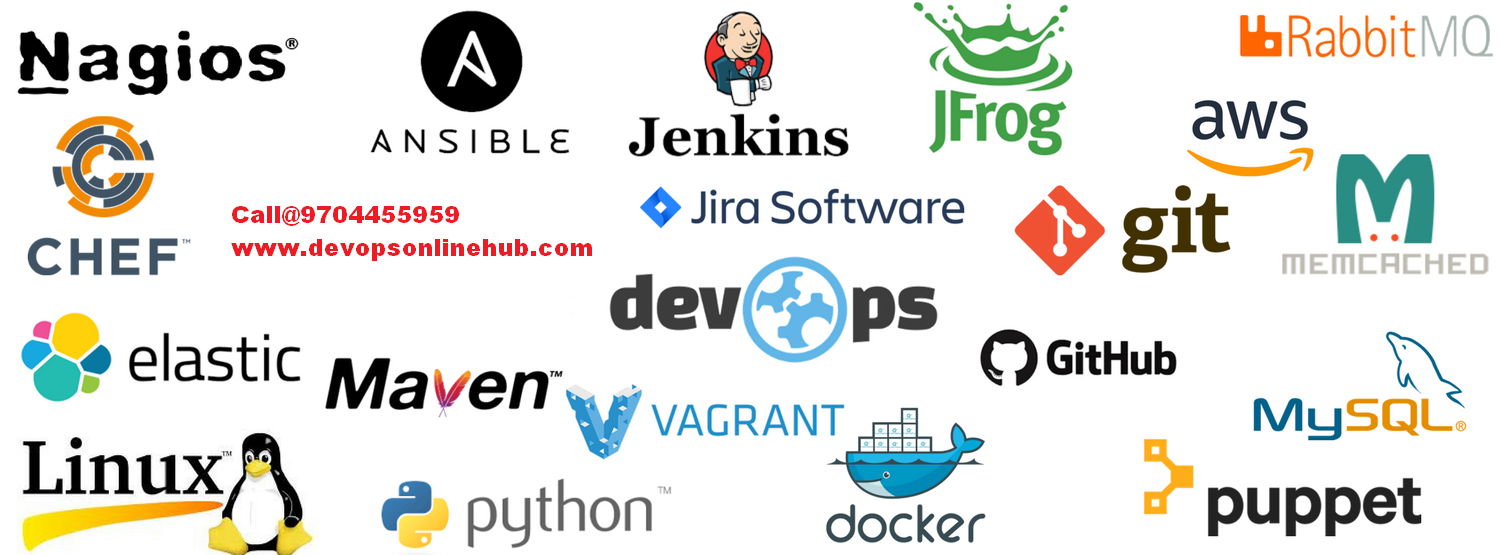 Nagios®
ANSIBLE
Jenkins
JFrog
RabbitMQ
aws
CHEF™
Call@9704455959
www.devopsonlinehub.com
Jira Software
git
MEMCACHED
devops
elastic
Maven™
GitHub
VAGRANT
MySQL®
Linux™
python™
docker
puppet